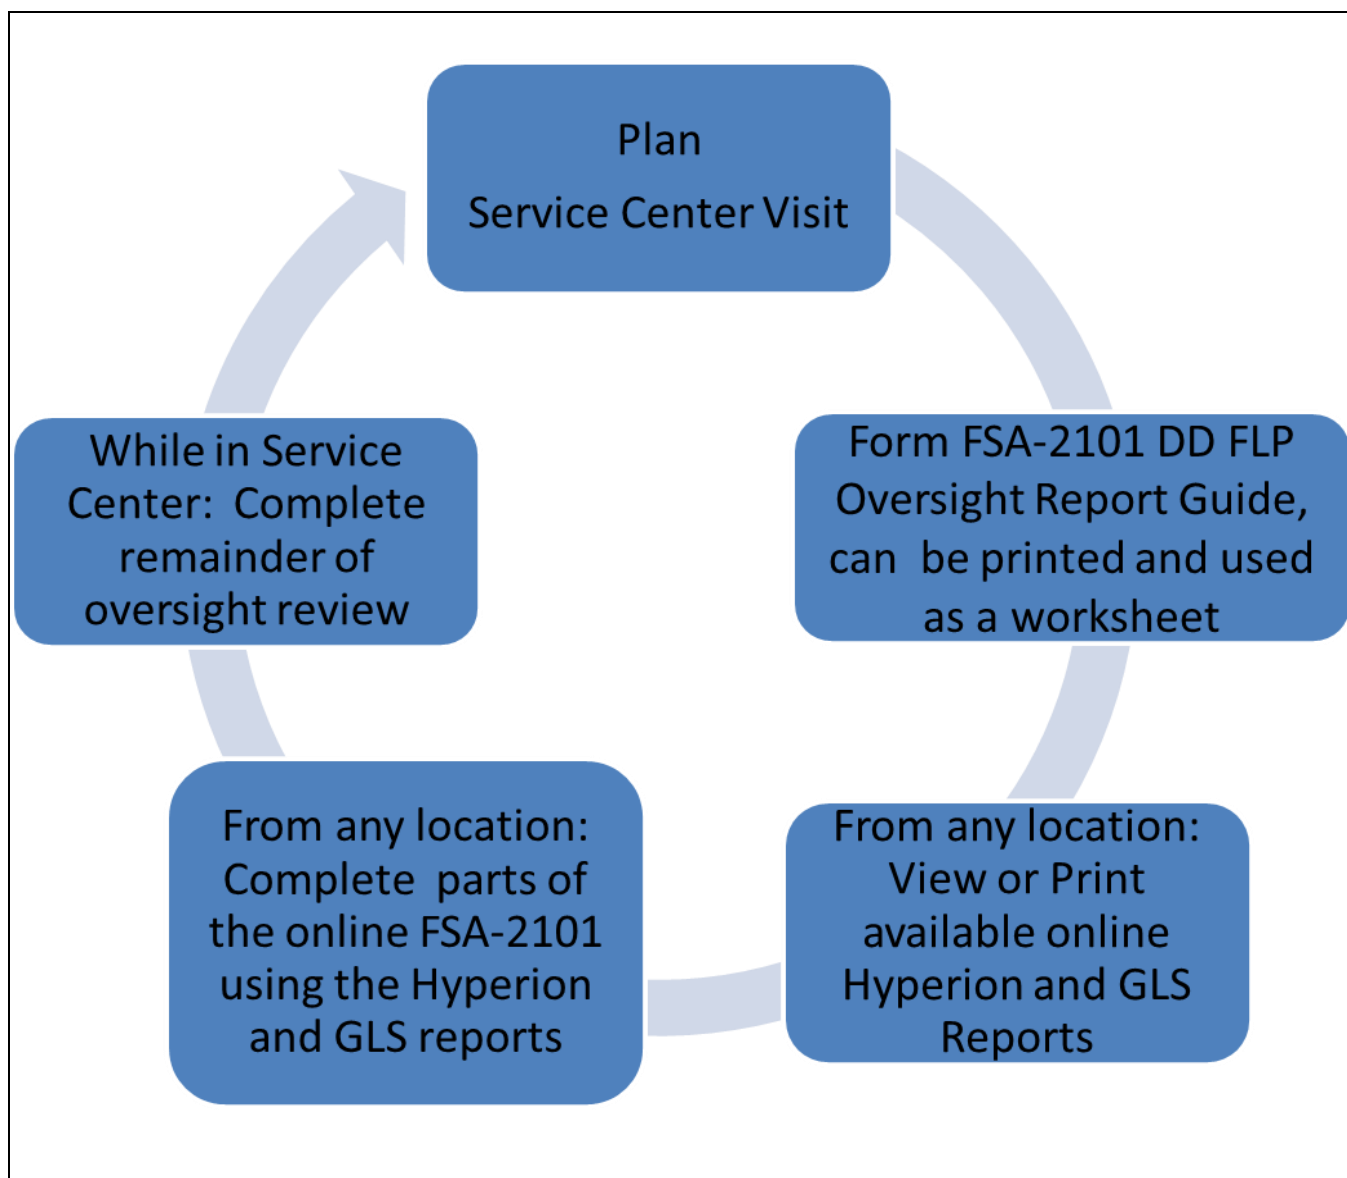 Plan
Service Center Visit
Form FSA-2101 DD FLP
Oversight Report Guide,
can  be printed and used
as a worksheet
From any location:
View or Print
available online
Hyperion and GLS
Reports
From any location:
Complete  parts of
the online FSA-2101
using the Hyperion
and GLS reports
While in Service
Center:  Complete
remainder of
oversight review